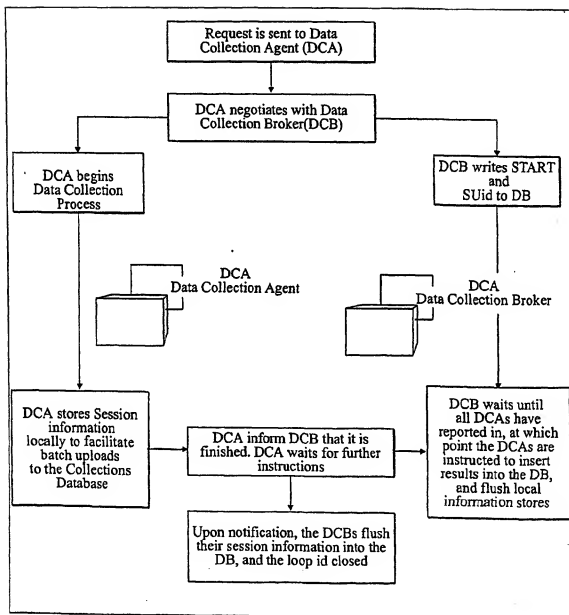 Request is sent to Data
Collection Agent (DCA)
DCA negotiates with Data
Collection Broker(DCB)
DCA begins
Data Collection
Process
DCB writes START
and
SUid to DB
DCA
Data Collection Agent
DCA
Data Collection Broker
DCA stores Session
information
locally to facilitate
batch uploads
to the Collections
Database
DCA inform DCB that it is
finished. DCA waits for further
instructions
DCB waits until
all DCAs have
reported in, at which
point the DCAs are
instructed to insert
results into the DB,
and flush local
information stores
Upon notification, the DCBs flush
their session information into the
DB, and the loop id closed